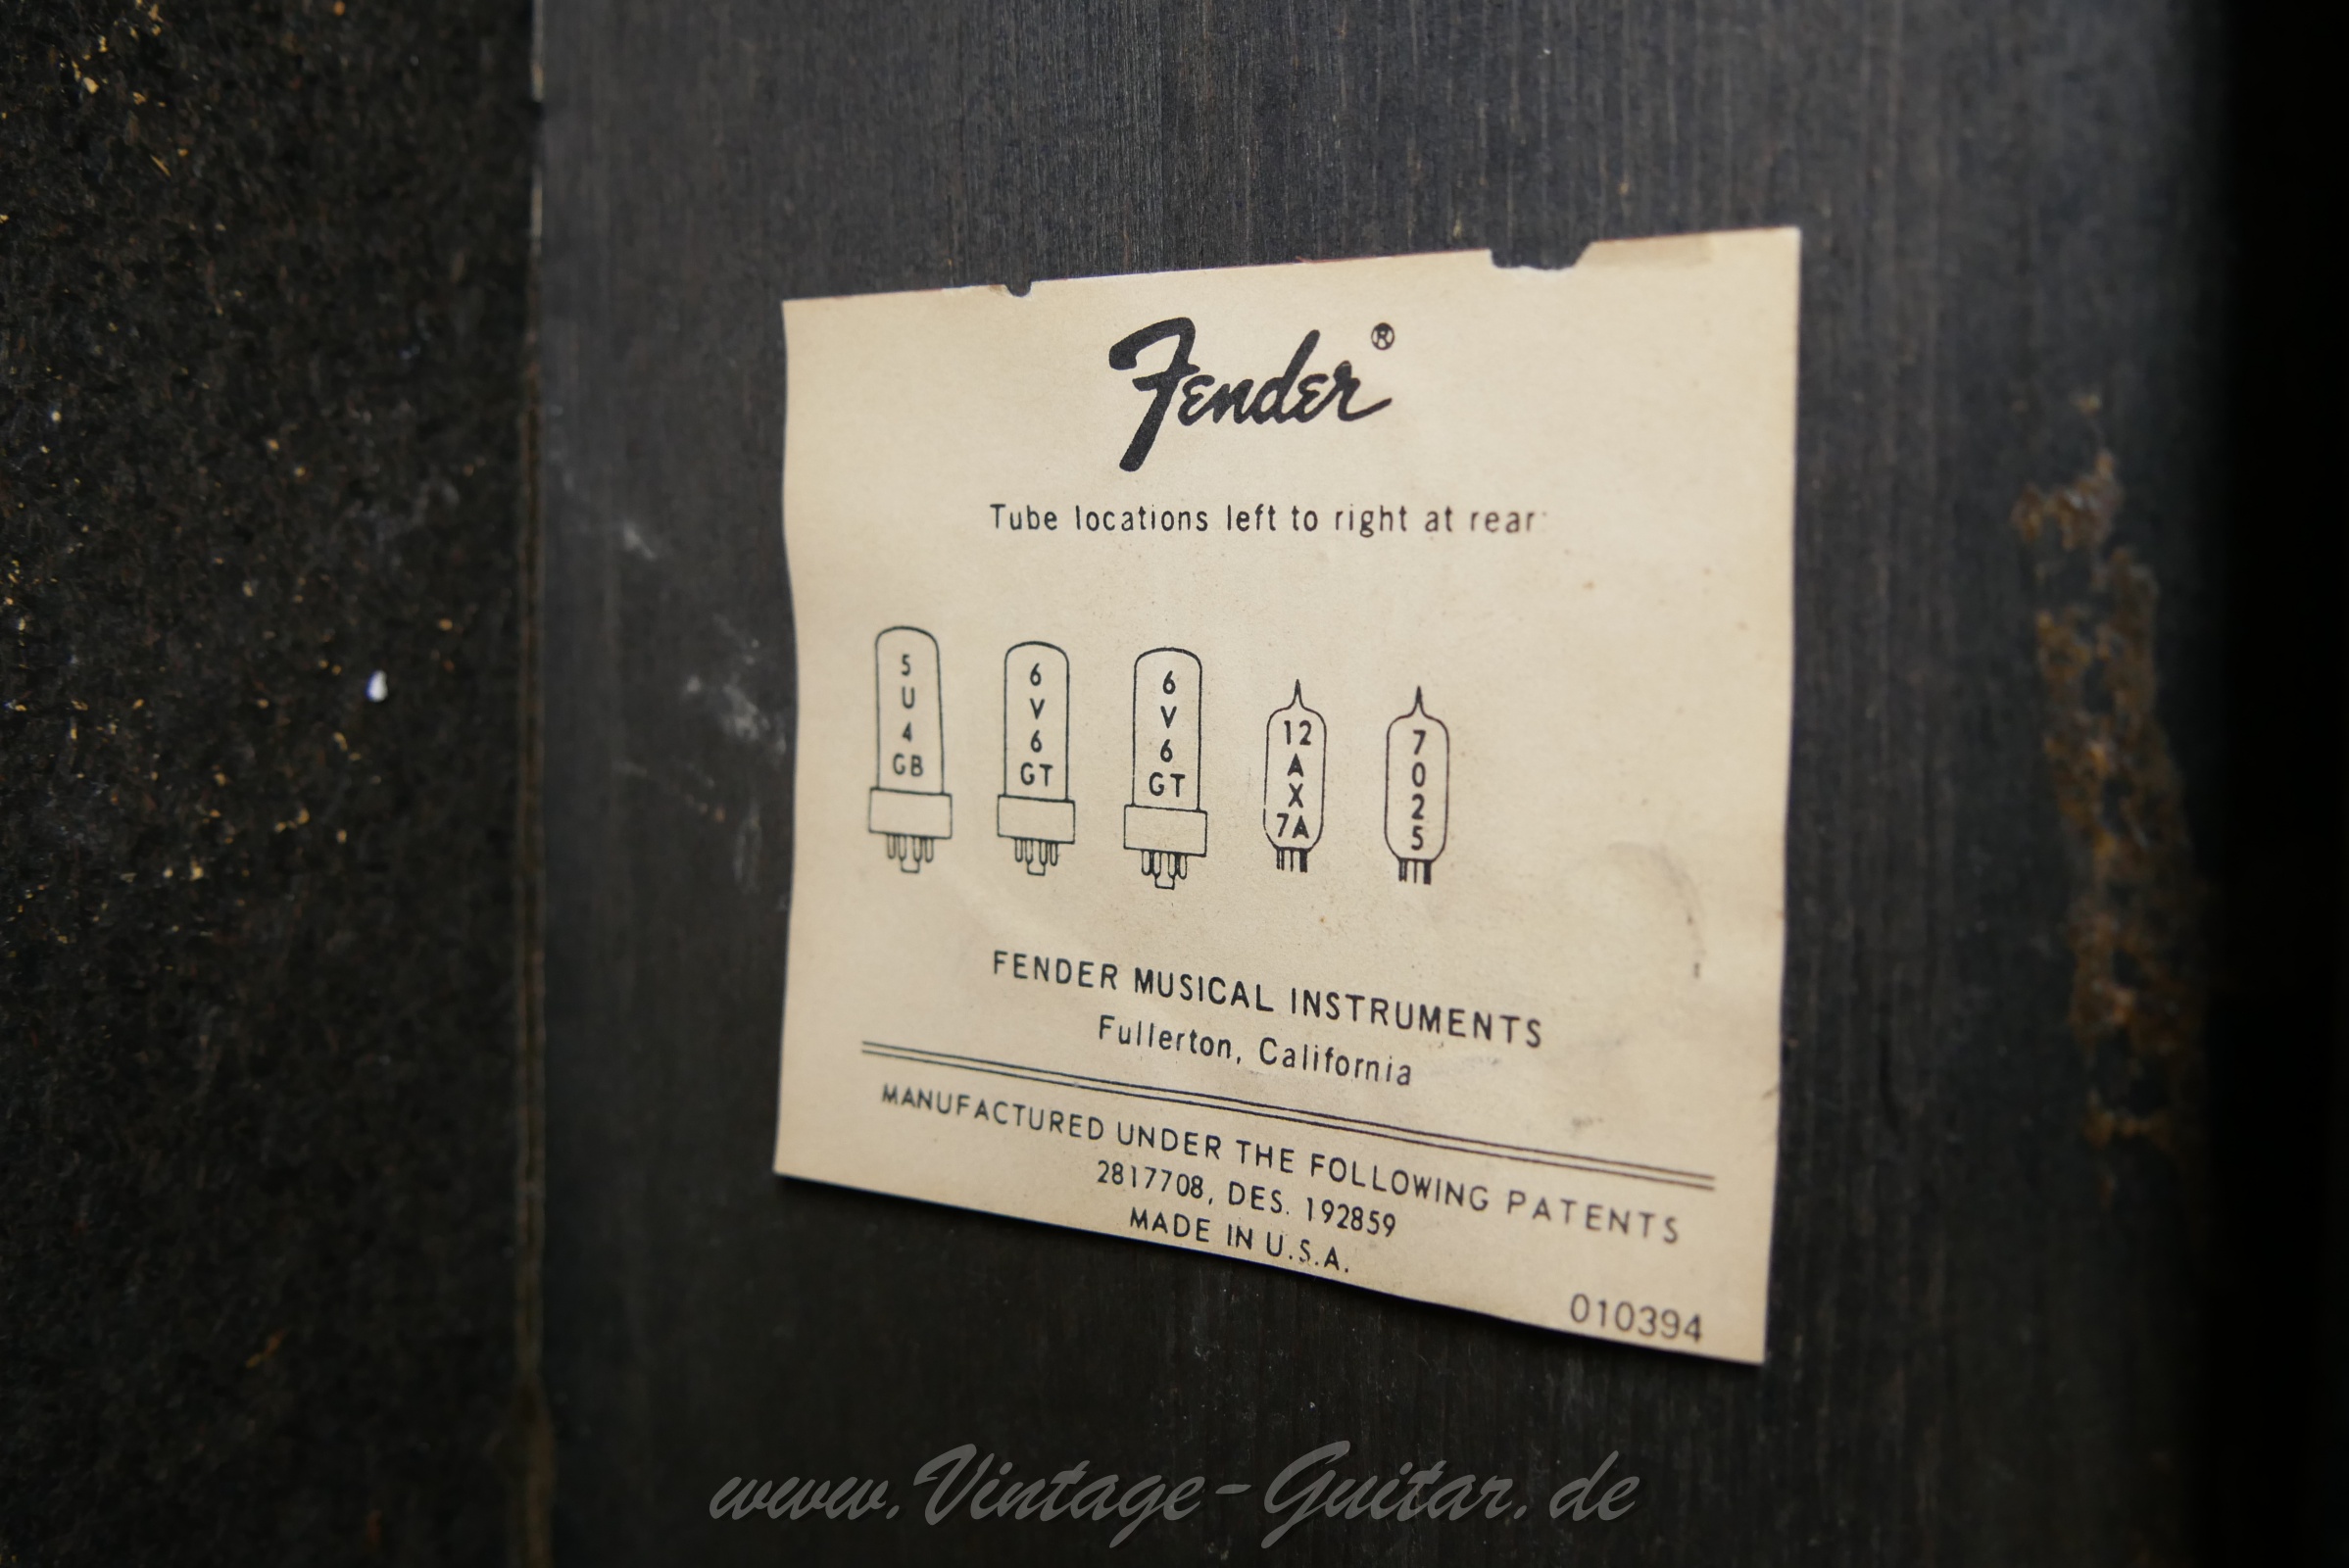 Fender®
Tube locations left to right at rear
5
U
4
GB
6
V
6
GT
6
V
6
GT
12
A
X
7A
7
0
2
5
FENDER MUSICAL INSTRUMENTS
Fullerton, California
MANUFACTURED UNDER THE FOLLOWING PATENTS
2817708, DES. 192859
MADE IN U.S.A.
010394
www.Vintage-Guitar.de